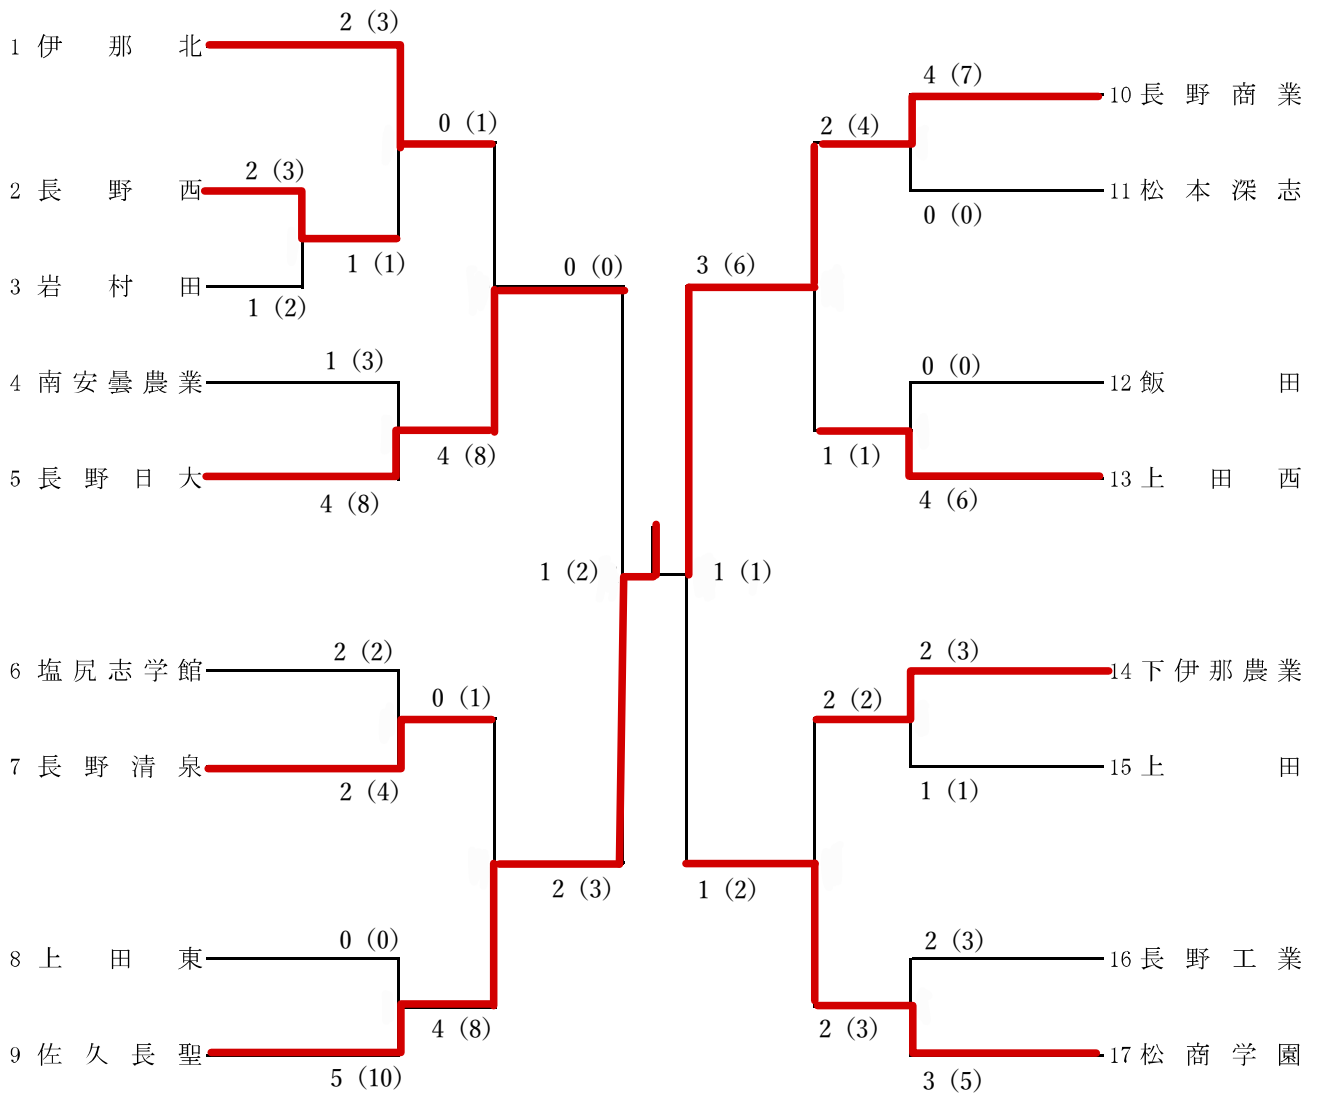 2 (3)
1 伊那北
0 (1)
2 (3)
2 長野西
1 (1)
3 岩村田
1 (2)
0 (0)
1 (3)
4 南安曇農業
4 (8)
5 長野日大
4 (8)
1 (2)
2 (2)
6 塩尻志学館
0 (1)
7 長野清泉
2 (4)
2 (3)
0 (0)
8 上田東
4 (8)
9 佐久長聖
5 (10)
4 (7)
10 長野商業
2 (4)
11 松本深志
0 (0)
3 (6)
0 (0)
12 飯田
1 (1)
13 上田西
4 (6)
1 (1)
2 (3)
14 下伊那農業
2 (2)
15 上田
1 (1)
1 (2)
2 (3)
16 長野工業
2 (3)
17 松商学園
3 (5)